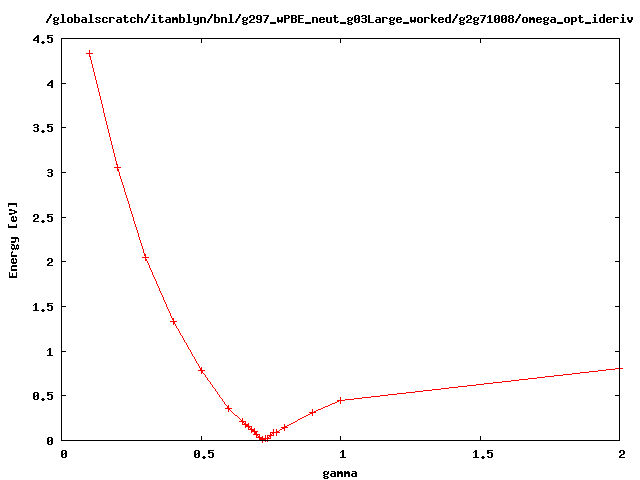 /globalscratch/itamblyn/bnl/g297_wPBE_neut_g03Large_worked/g2g71008/omega_opt_ideriv
4.5
4
3.5
3
2.5
2
1.5
1
0.5
0
Energy [eV]
0 0.5 1 1.5 2
gamma